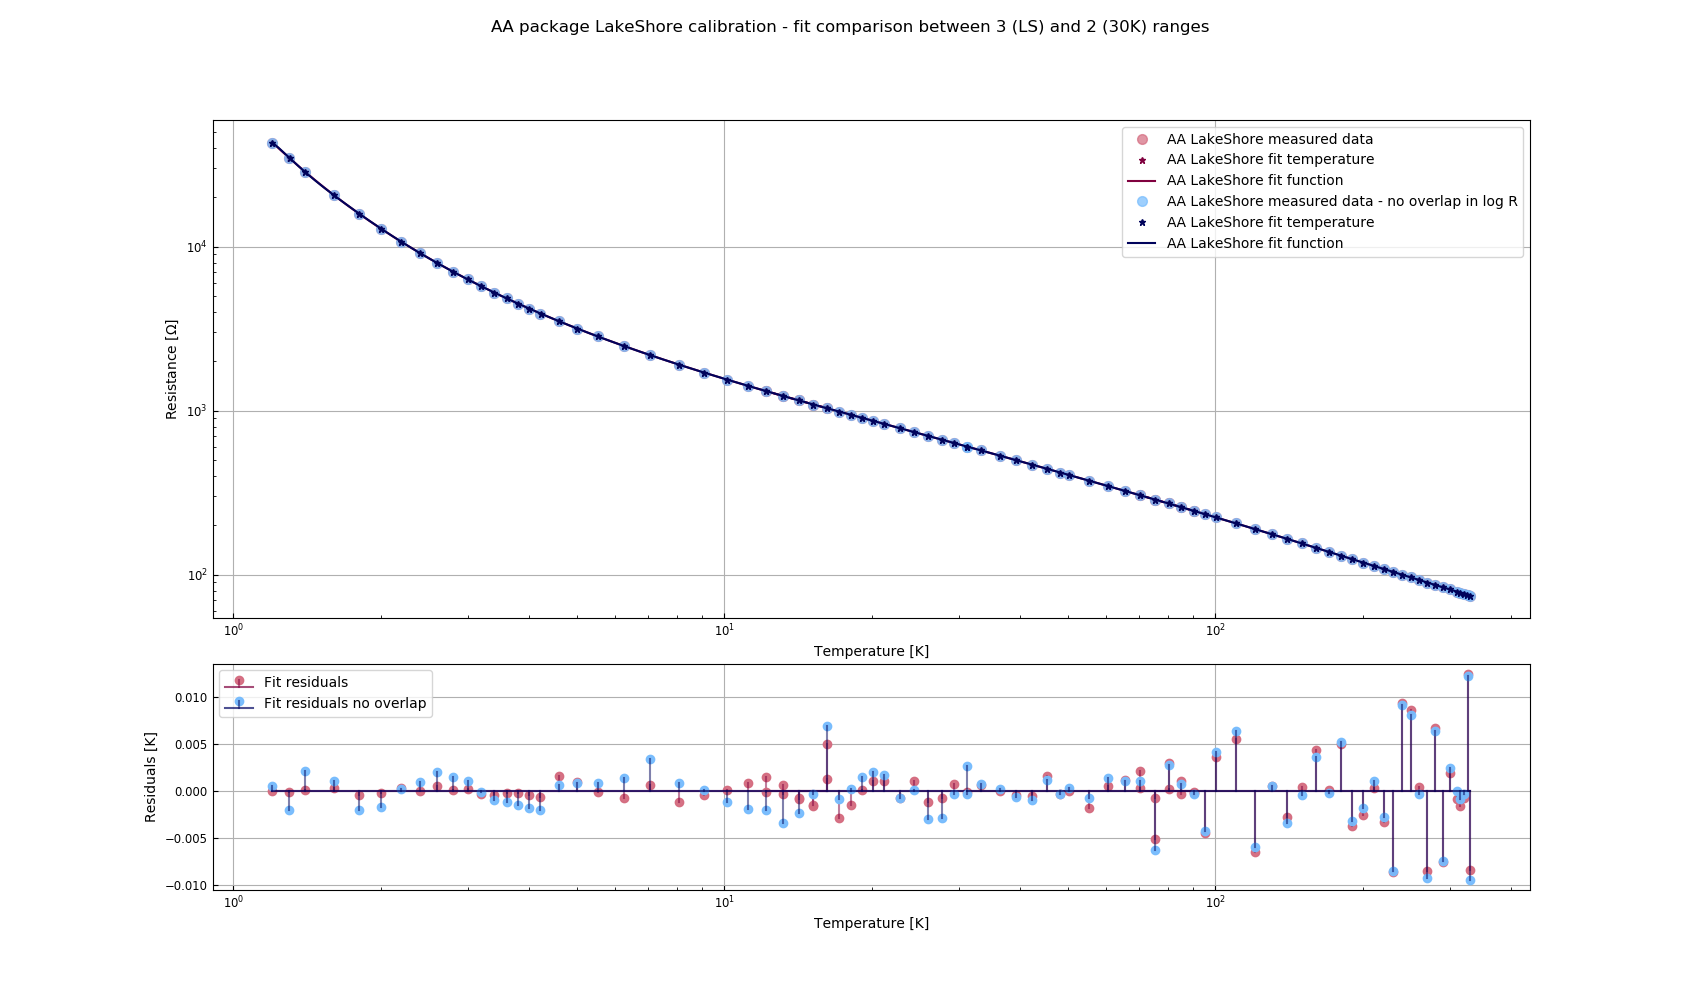 AA package LakeShore calibration - fit comparison between 3 (LS) and 2 (30K) ranges
AA LakeShore measured data
AA LakeShore fit temperature
AA LakeShore fit function
AA LakeShore measured data - no overlap in log R
AA LakeShore fit temperature
AA LakeShore fit function
Resistance [Ω]
10⁴
10³
10²
10⁰
10¹
10²
Temperature [K]
Fit residuals
Fit residuals no overlap
Residuals [K]
0.010
0.005
0.000
−0.005
−0.010
10⁰
10¹
10²
Temperature [K]